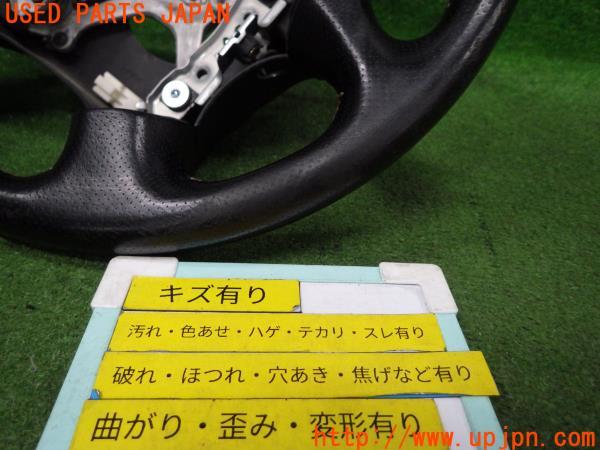 USED PARTS JAPAN
キズ有り
汚れ・色あせ・ハゲ・テカリ・スレ有り
破れ・ほつれ・穴あき・焦げなど有り
曲がり・歪み・変形有り
http://www.upjpn.com